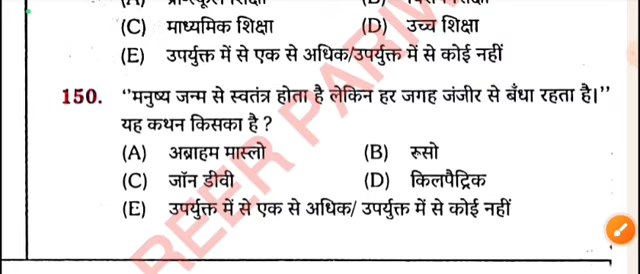 (C) माध्यमिक शिक्षा (D) उच्च शिक्षा
(E) उपर्युक्त में से एक से अधिक/उपर्युक्त में से कोई नहीं
150. “मनुष्य जन्म से स्वतंत्र होता है लेकिन हर जगह जंजीर से बँधा रहता है।”
यह कथन किसका है ?
(A) अब्राहम मास्लो (B) रूसो
(C) जॉन डीवी (D) किलपैट्रिक
(E) उपर्युक्त में से एक से अधिक/ उपर्युक्त में से कोई नहीं